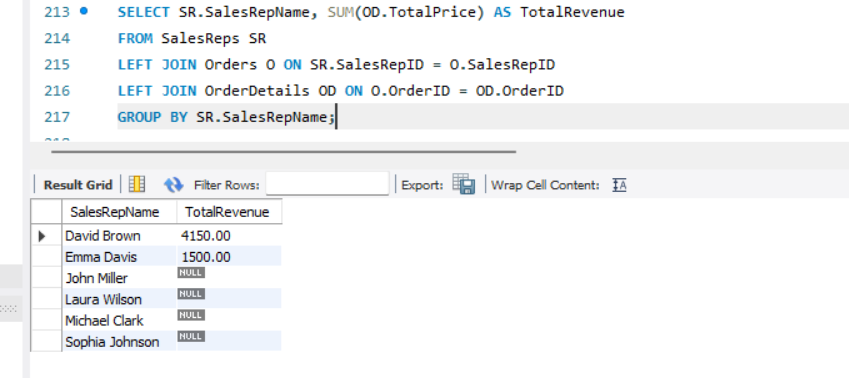 213 SELECT SR.SalesRepName, SUM(OD.TotalPrice) AS TotalRevenue
214 FROM SalesReps SR
215 LEFT JOIN Orders O ON SR.SalesRepID = O.SalesRepID
216 LEFT JOIN OrderDetails OD ON O.OrderID = OD.OrderID
217 GROUP BY SR.SalesRepName;
Result Grid Filter Rows: Export: Wrap Cell Content: IA
SalesRepName TotalRevenue
David Brown 4150.00
Emma Davis 1500.00
John Miller NULL
Laura Wilson NULL
Michael Clark NULL
Sophia Johnson NULL